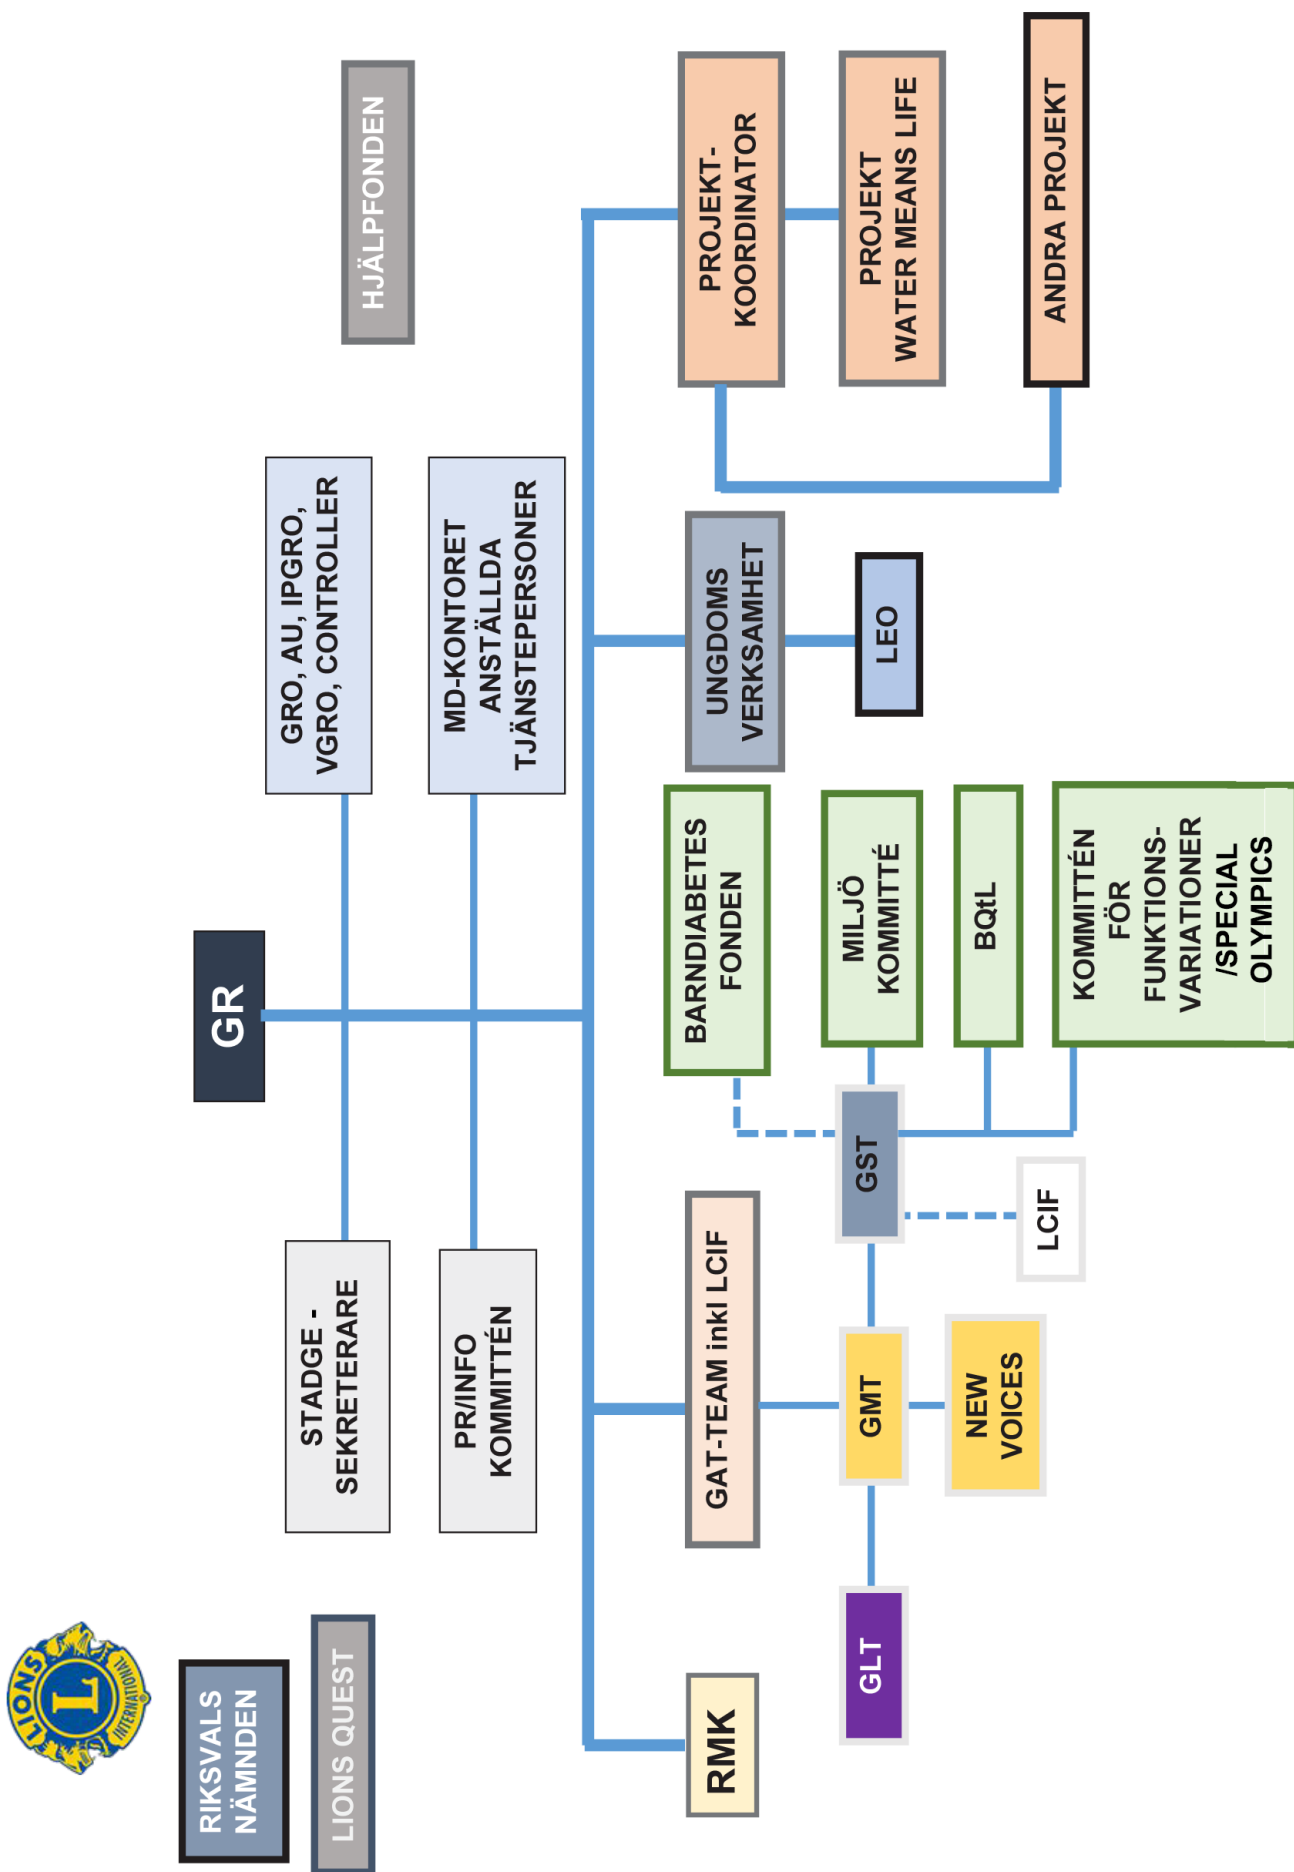 LIONS
L
INTERNATIONAL
RIKSVALS
NÄMNDEN
LIONS QUEST
GR
STADGE -
SEKRETERARE
GRO, AU, IPGRO,
VGRO, CONTROLLER
HJÄLPFONDEN
PR/INFO
KOMMITTÉN
MD-KONTORET
ANSTÄLLDA
TJÄNSTEPERSONER
RMK
GAT-TEAM inkl LCIF
BARNDIABETES
FONDEN
UNGDOMS
VERKSAMHET
PROJEKT-
KOORDINATOR
GLT
GMT
GST
MILJÖ
KOMMITTÉ
LEO
PROJEKT
WATER MEANS LIFE
NEW
VOICES
LCIF
BQtL
ANDRA PROJEKT
KOMMITTÉN
FÖR
FUNKTIONS-
VARIATIONER
/SPECIAL
OLYMPICS